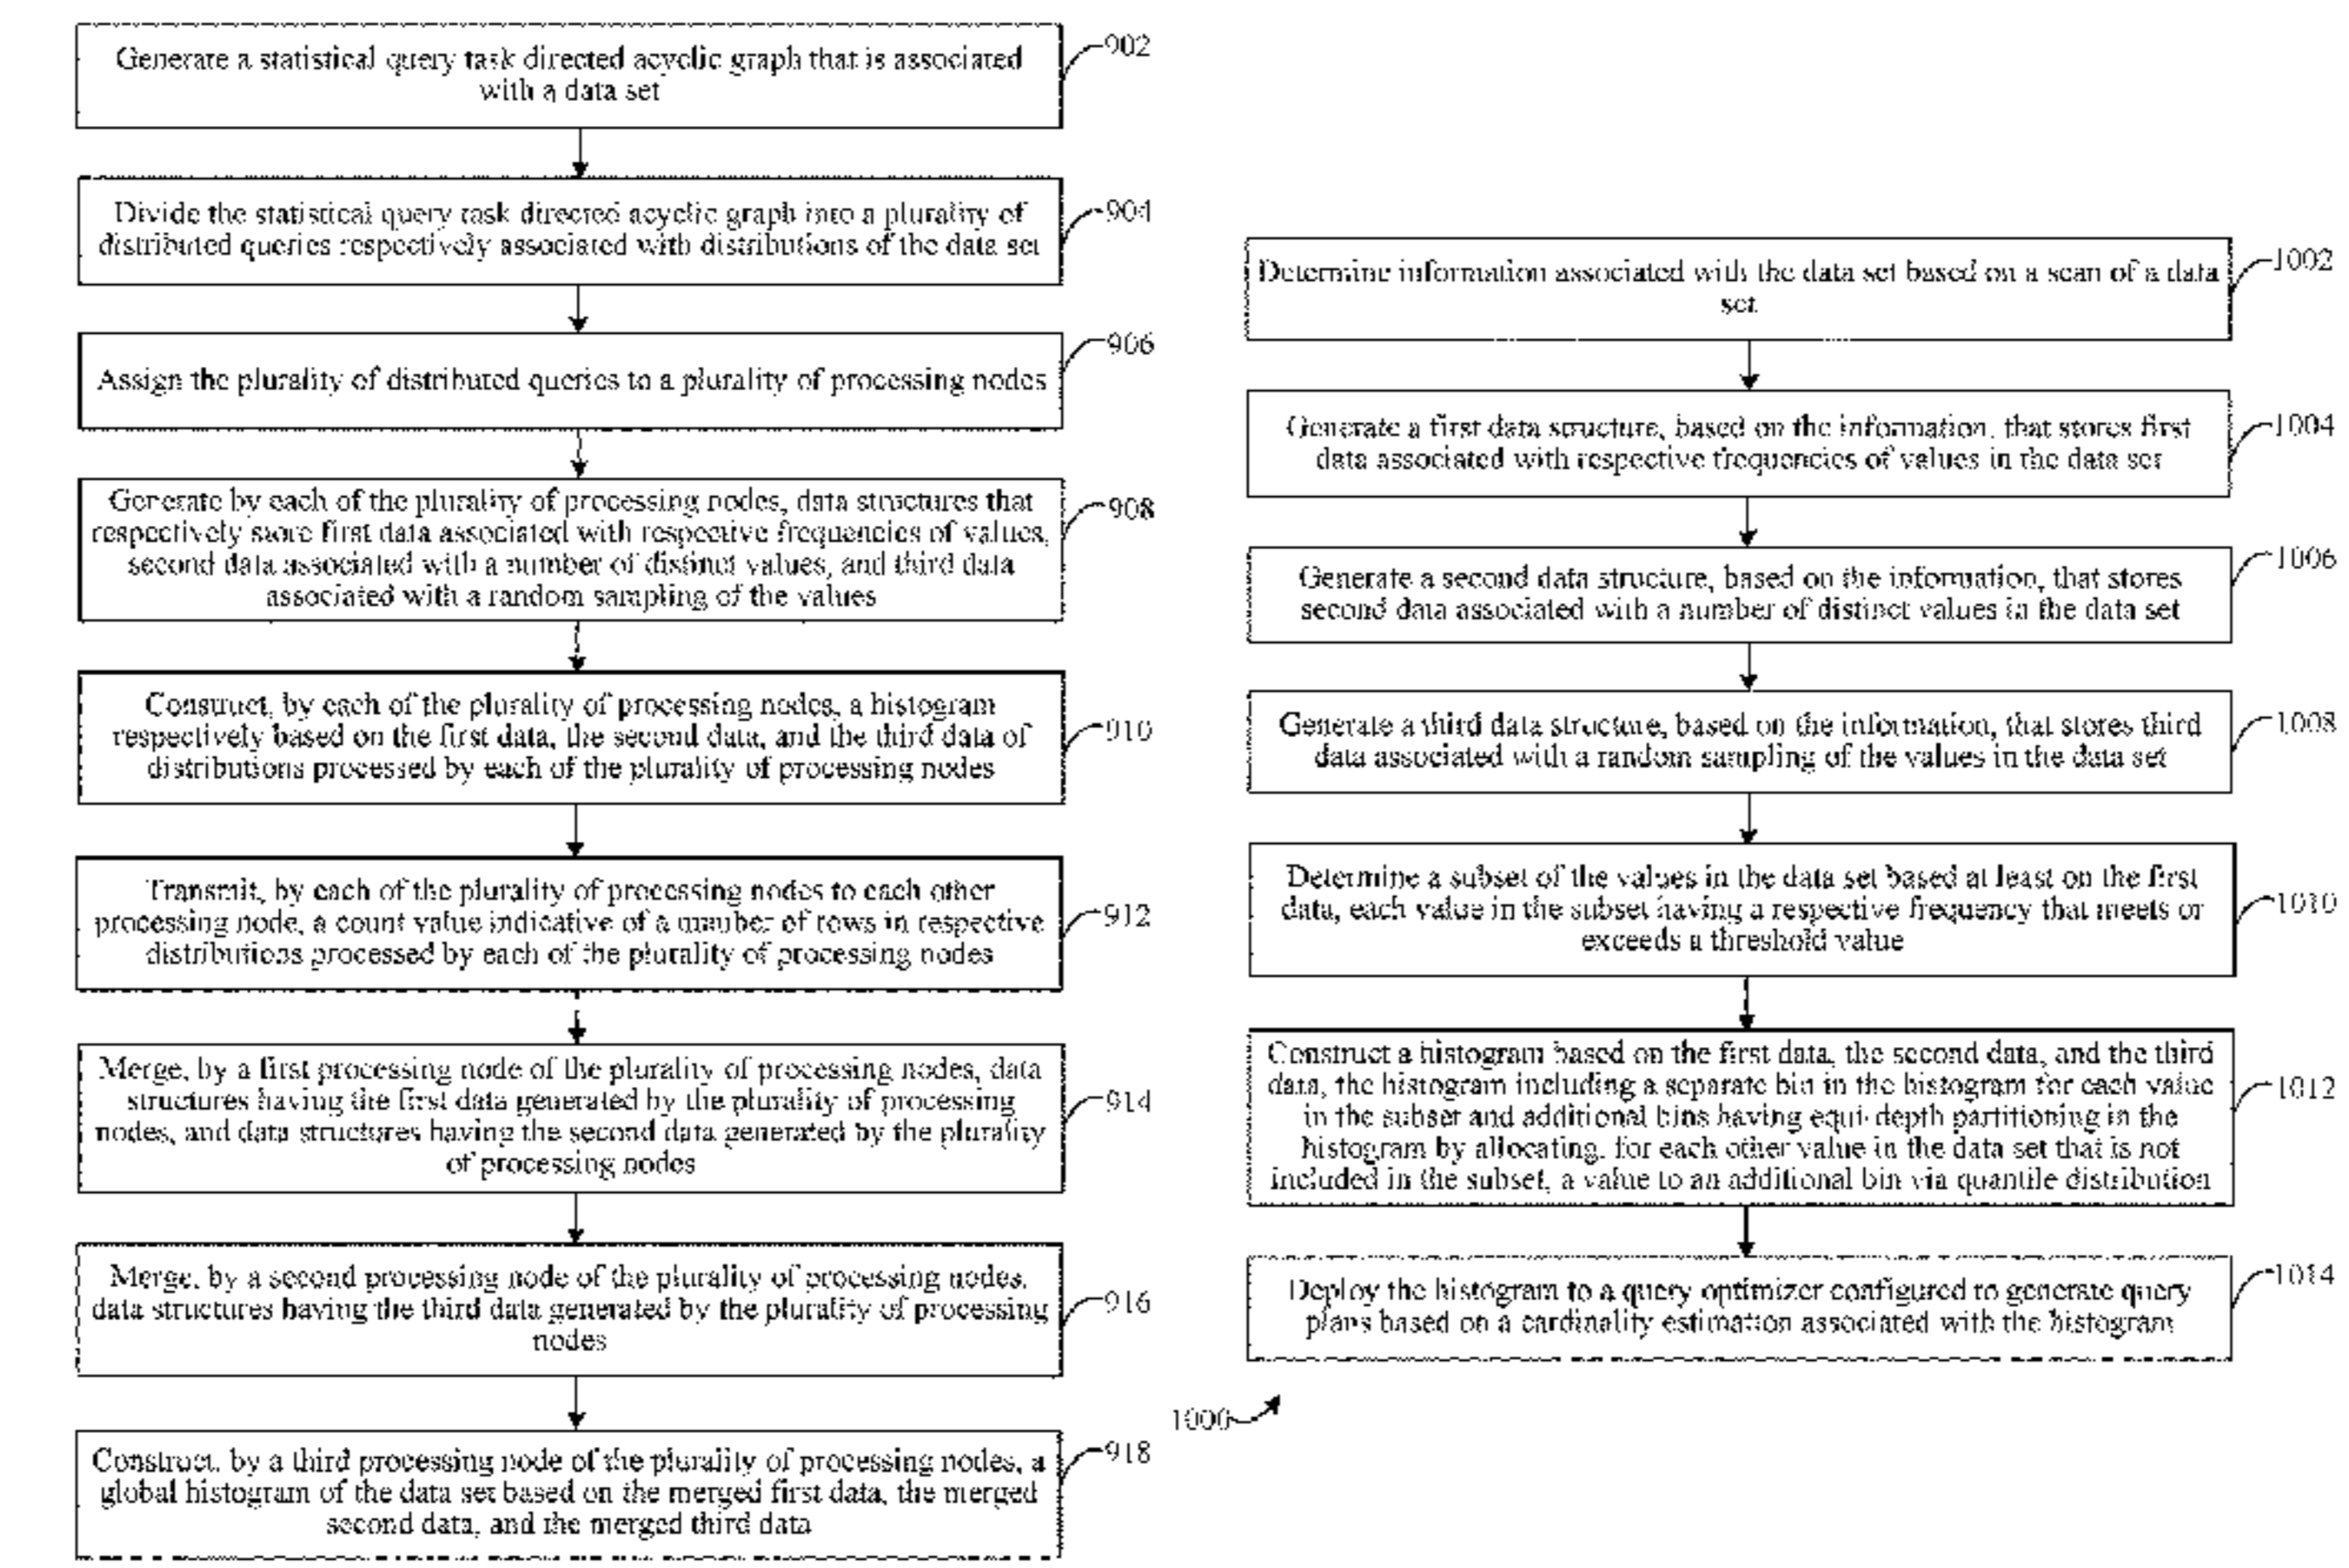 Generate a statistical query task directed acyclic graph that is associated
with a data set
902
Divide the statistical query task directed acyclic graph into a plurality of
distributed queries respectively associated with distributions of the data set
904
Assign the plurality of distributed queries to a plurality of processing nodes
906
Generate by each of the plurality of processing nodes, data structures that
respectively store first data associated with respective frequencies of values,
second data associated with a number of distinct values, and third data
associated with a random sampling of the values
908
Construct, by each of the plurality of processing nodes, a histogram
respectively based on the first data, the second data, and the third data of
distributions processed by each of the plurality of processing nodes
910
Transmit, by each of the plurality of processing nodes to each other
processing node, a count value indicative of a number of rows in respective
distributions processed by each of the plurality of processing nodes
912
Merge, by a first processing node of the plurality of processing nodes, data
structures having the first data generated by the plurality of processing
nodes, and data structures having the second data generated by the plurality
of processing nodes
914
Merge, by a second processing node of the plurality of processing nodes,
data structures having the third data generated by the plurality of processing
nodes
916
Construct, by a third processing node of the plurality of processing nodes, a
global histogram of the data set based on the merged first data, the merged
second data, and the merged third data
918
Determine information associated with the data set based on a scan of a data
set
1002
Generate a first data structure, based on the information, that stores first
data associated with respective frequencies of values in the data set
1004
Generate a second data structure, based on the information, that stores
second data associated with a number of distinct values in the data set
1006
Generate a third data structure, based on the information, that stores third
data associated with a random sampling of the values in the data set
1008
Determine a subset of the values in the data set based at least on the first
data, each value in the subset having a respective frequency that meets or
exceeds a threshold value
1010
Construct a histogram based on the first data, the second data, and the third
data, the histogram including a separate bin in the histogram for each value
in the subset and additional bins having equi-depth partitioning in the
histogram by allocating, for each other value in the data set that is not
included in the subset, a value to an additional bin via quantile distribution
1012
Deploy the histogram to a query optimizer configured to generate query
plans based on a cardinality estimation associated with the histogram
1014
1000